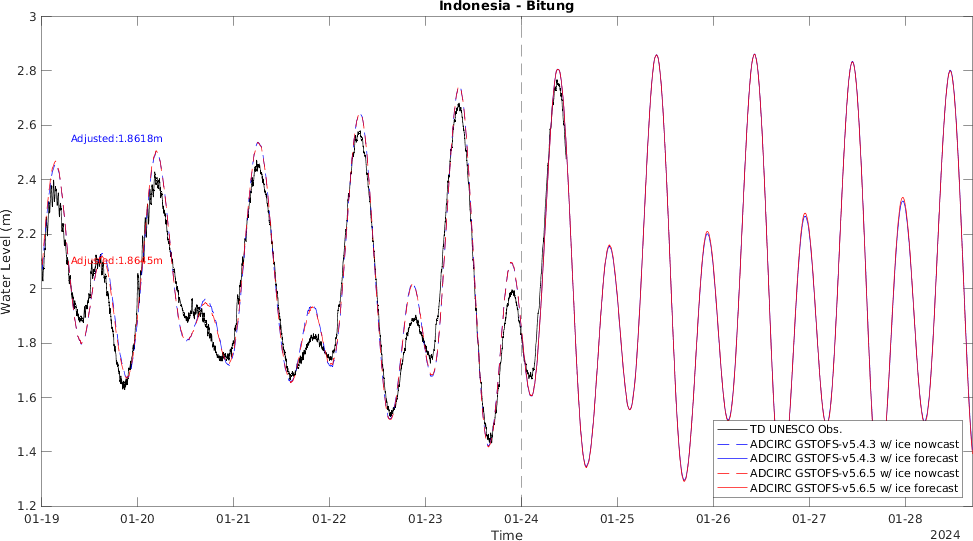 Indonesia - Bitung
Water Level (m)
3
2.8
2.6
2.4
2.2
2
1.8
1.6
1.4
1.2
Adjusted:1.8618m
Adjusted:1.8645m
TD UNESCO Obs.
ADCIRC GSTOFS-v5.4.3 w/ ice nowcast
ADCIRC GSTOFS-v5.4.3 w/ ice forecast
ADCIRC GSTOFS-v5.6.5 w/ ice nowcast
ADCIRC GSTOFS-v5.6.5 w/ ice forecast
01-19 01-20 01-21 01-22 01-23 01-24 01-25 01-26 01-27 01-28
Time
2024